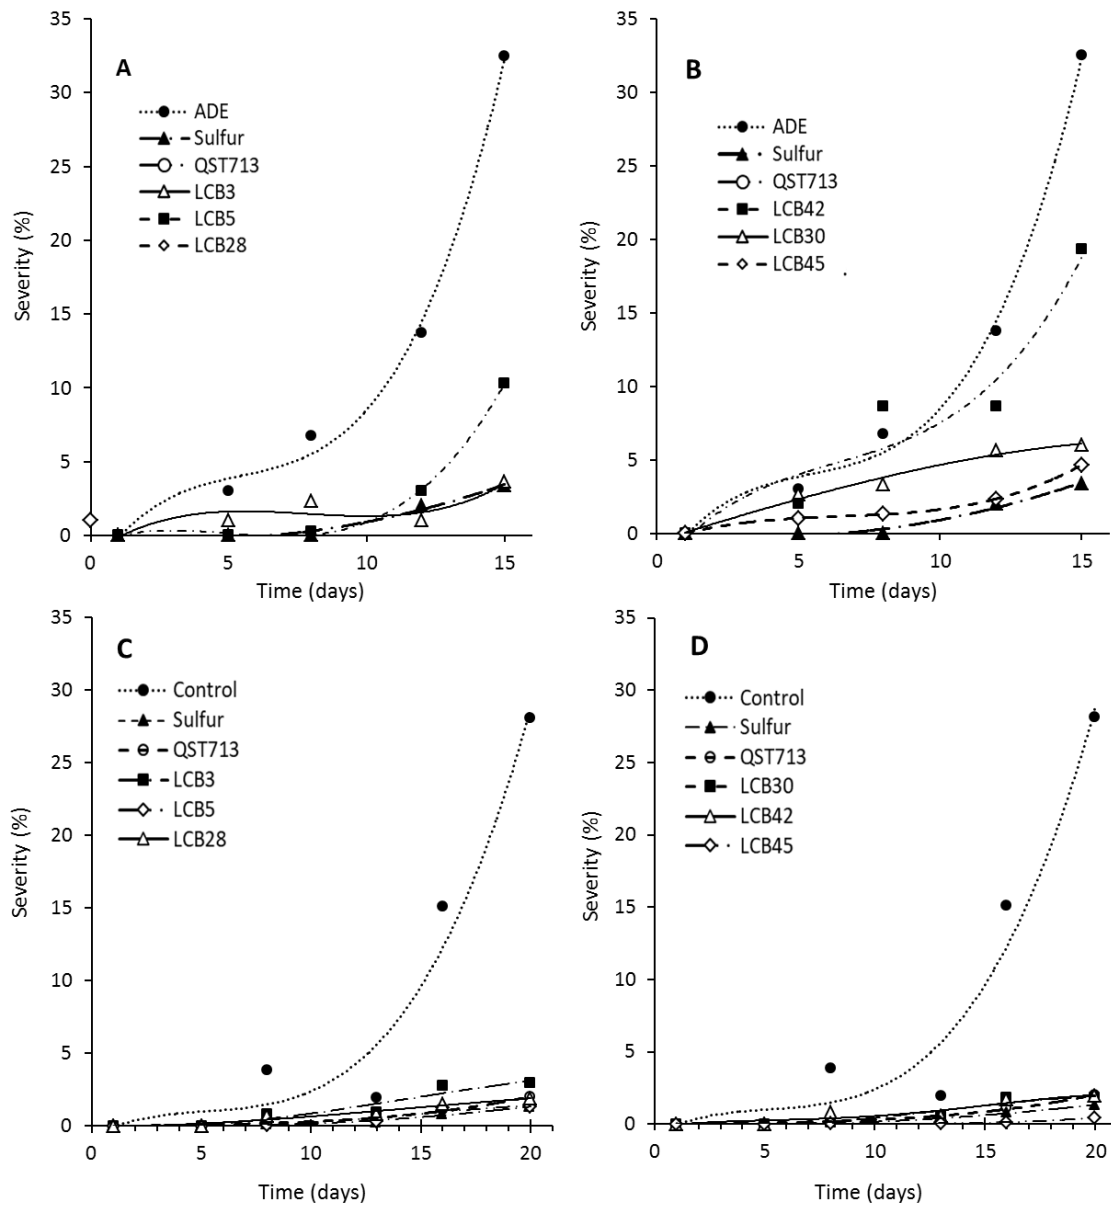 A
Severity (%)
35
30
25
20
15
10
5
0
ADE
Sulfur
QST713
LCB3
LCB5
LCB28
0 5 10 15
Time (days)
B
Severity (%)
35
30
25
20
15
10
5
0
ADE
Sulfur
QST713
LCB42
LCB30
LCB45
0 5 10 15
Time (days)
C
Severity (%)
35
30
25
20
15
10
5
0
Control
Sulfur
QST713
LCB3
LCB5
LCB28
0 5 10 15 20
Time (days)
D
Severity (%)
35
30
25
20
15
10
5
0
Control
Sulfur
QST713
LCB30
LCB42
LCB45
0 5 10 15 20
Time (days)